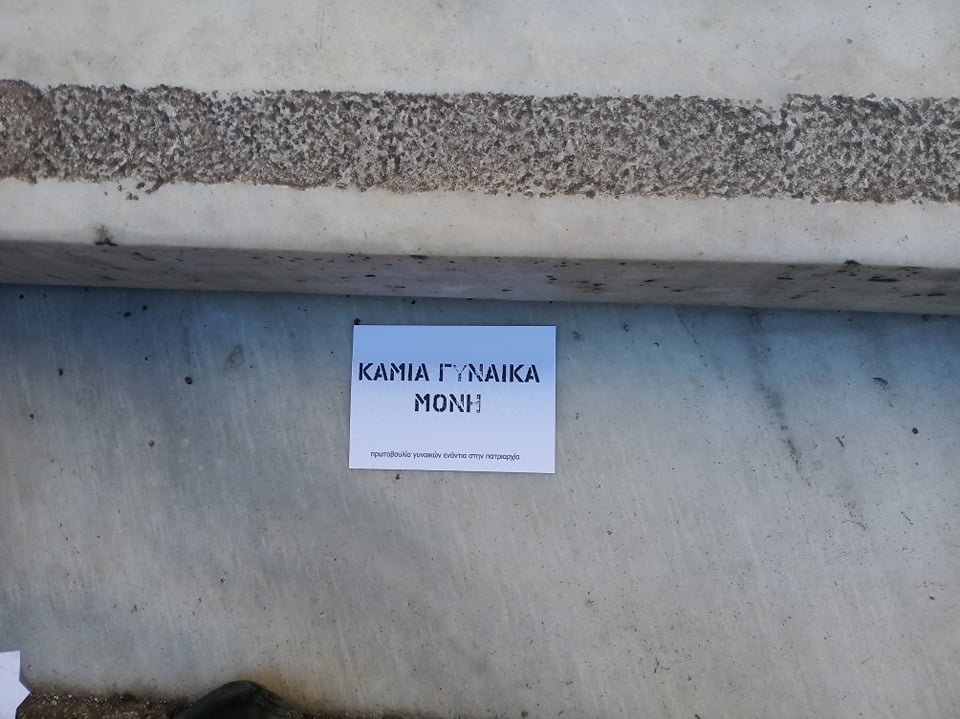 ΚΑΜΙΑ ΓΥΝΑΙΚΑ
ΜΟΝΗ
πρωτοβουλία γυναικών ενάντια στην πατριαρχία